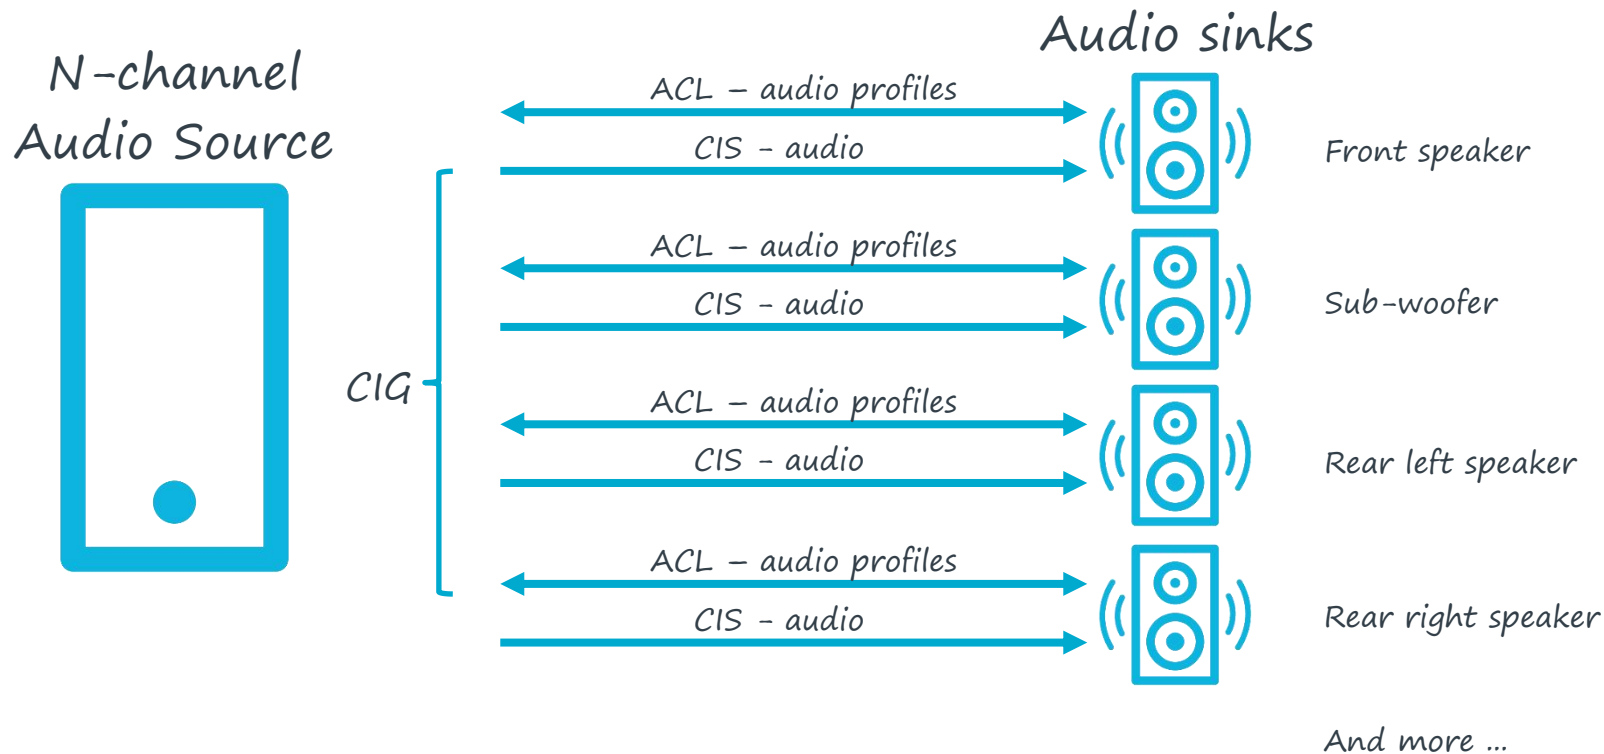 N-channel
Audio Source
Audio sinks
ACL – audio profiles
CIS - audio
Front speaker
ACL – audio profiles
CIS - audio
Sub-woofer
CIG
ACL – audio profiles
CIS - audio
Rear left speaker
ACL – audio profiles
CIS - audio
Rear right speaker
And more ...